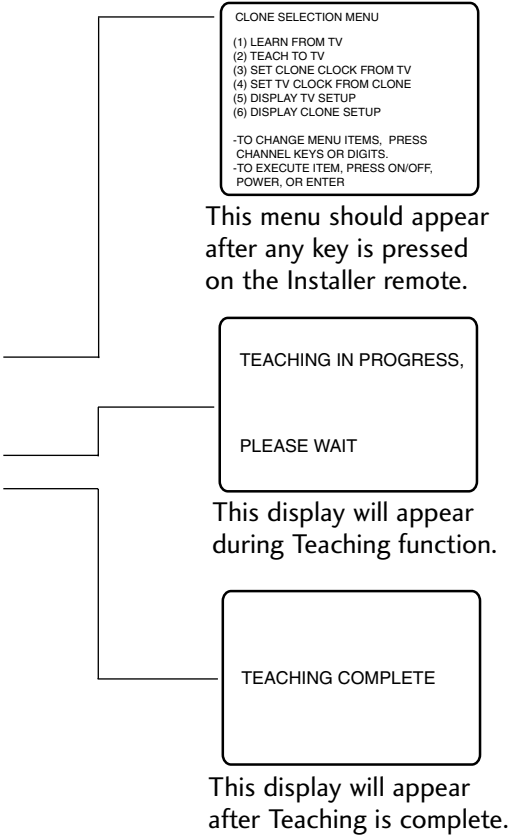 CLONE SELECTION MENU
(1) LEARN FROM TV
(2) TEACH TO TV
(3) SET CLONE CLOCK FROM TV
(4) SET TV CLOCK FROM CLONE
(5) DISPLAY TV SETUP
(6) DISPLAY CLONE SETUP
-TO CHANGE MENU ITEMS, PRESS
CHANNEL KEYS OR DIGITS.
-TO EXECUTE ITEM, PRESS ON/OFF,
POWER, OR ENTER
This menu should appear
after any key is pressed
on the Installer remote.
TEACHING IN PROGRESS,
PLEASE WAIT
This display will appear
during Teaching function.
TEACHING COMPLETE
This display will appear
after Teaching is complete.